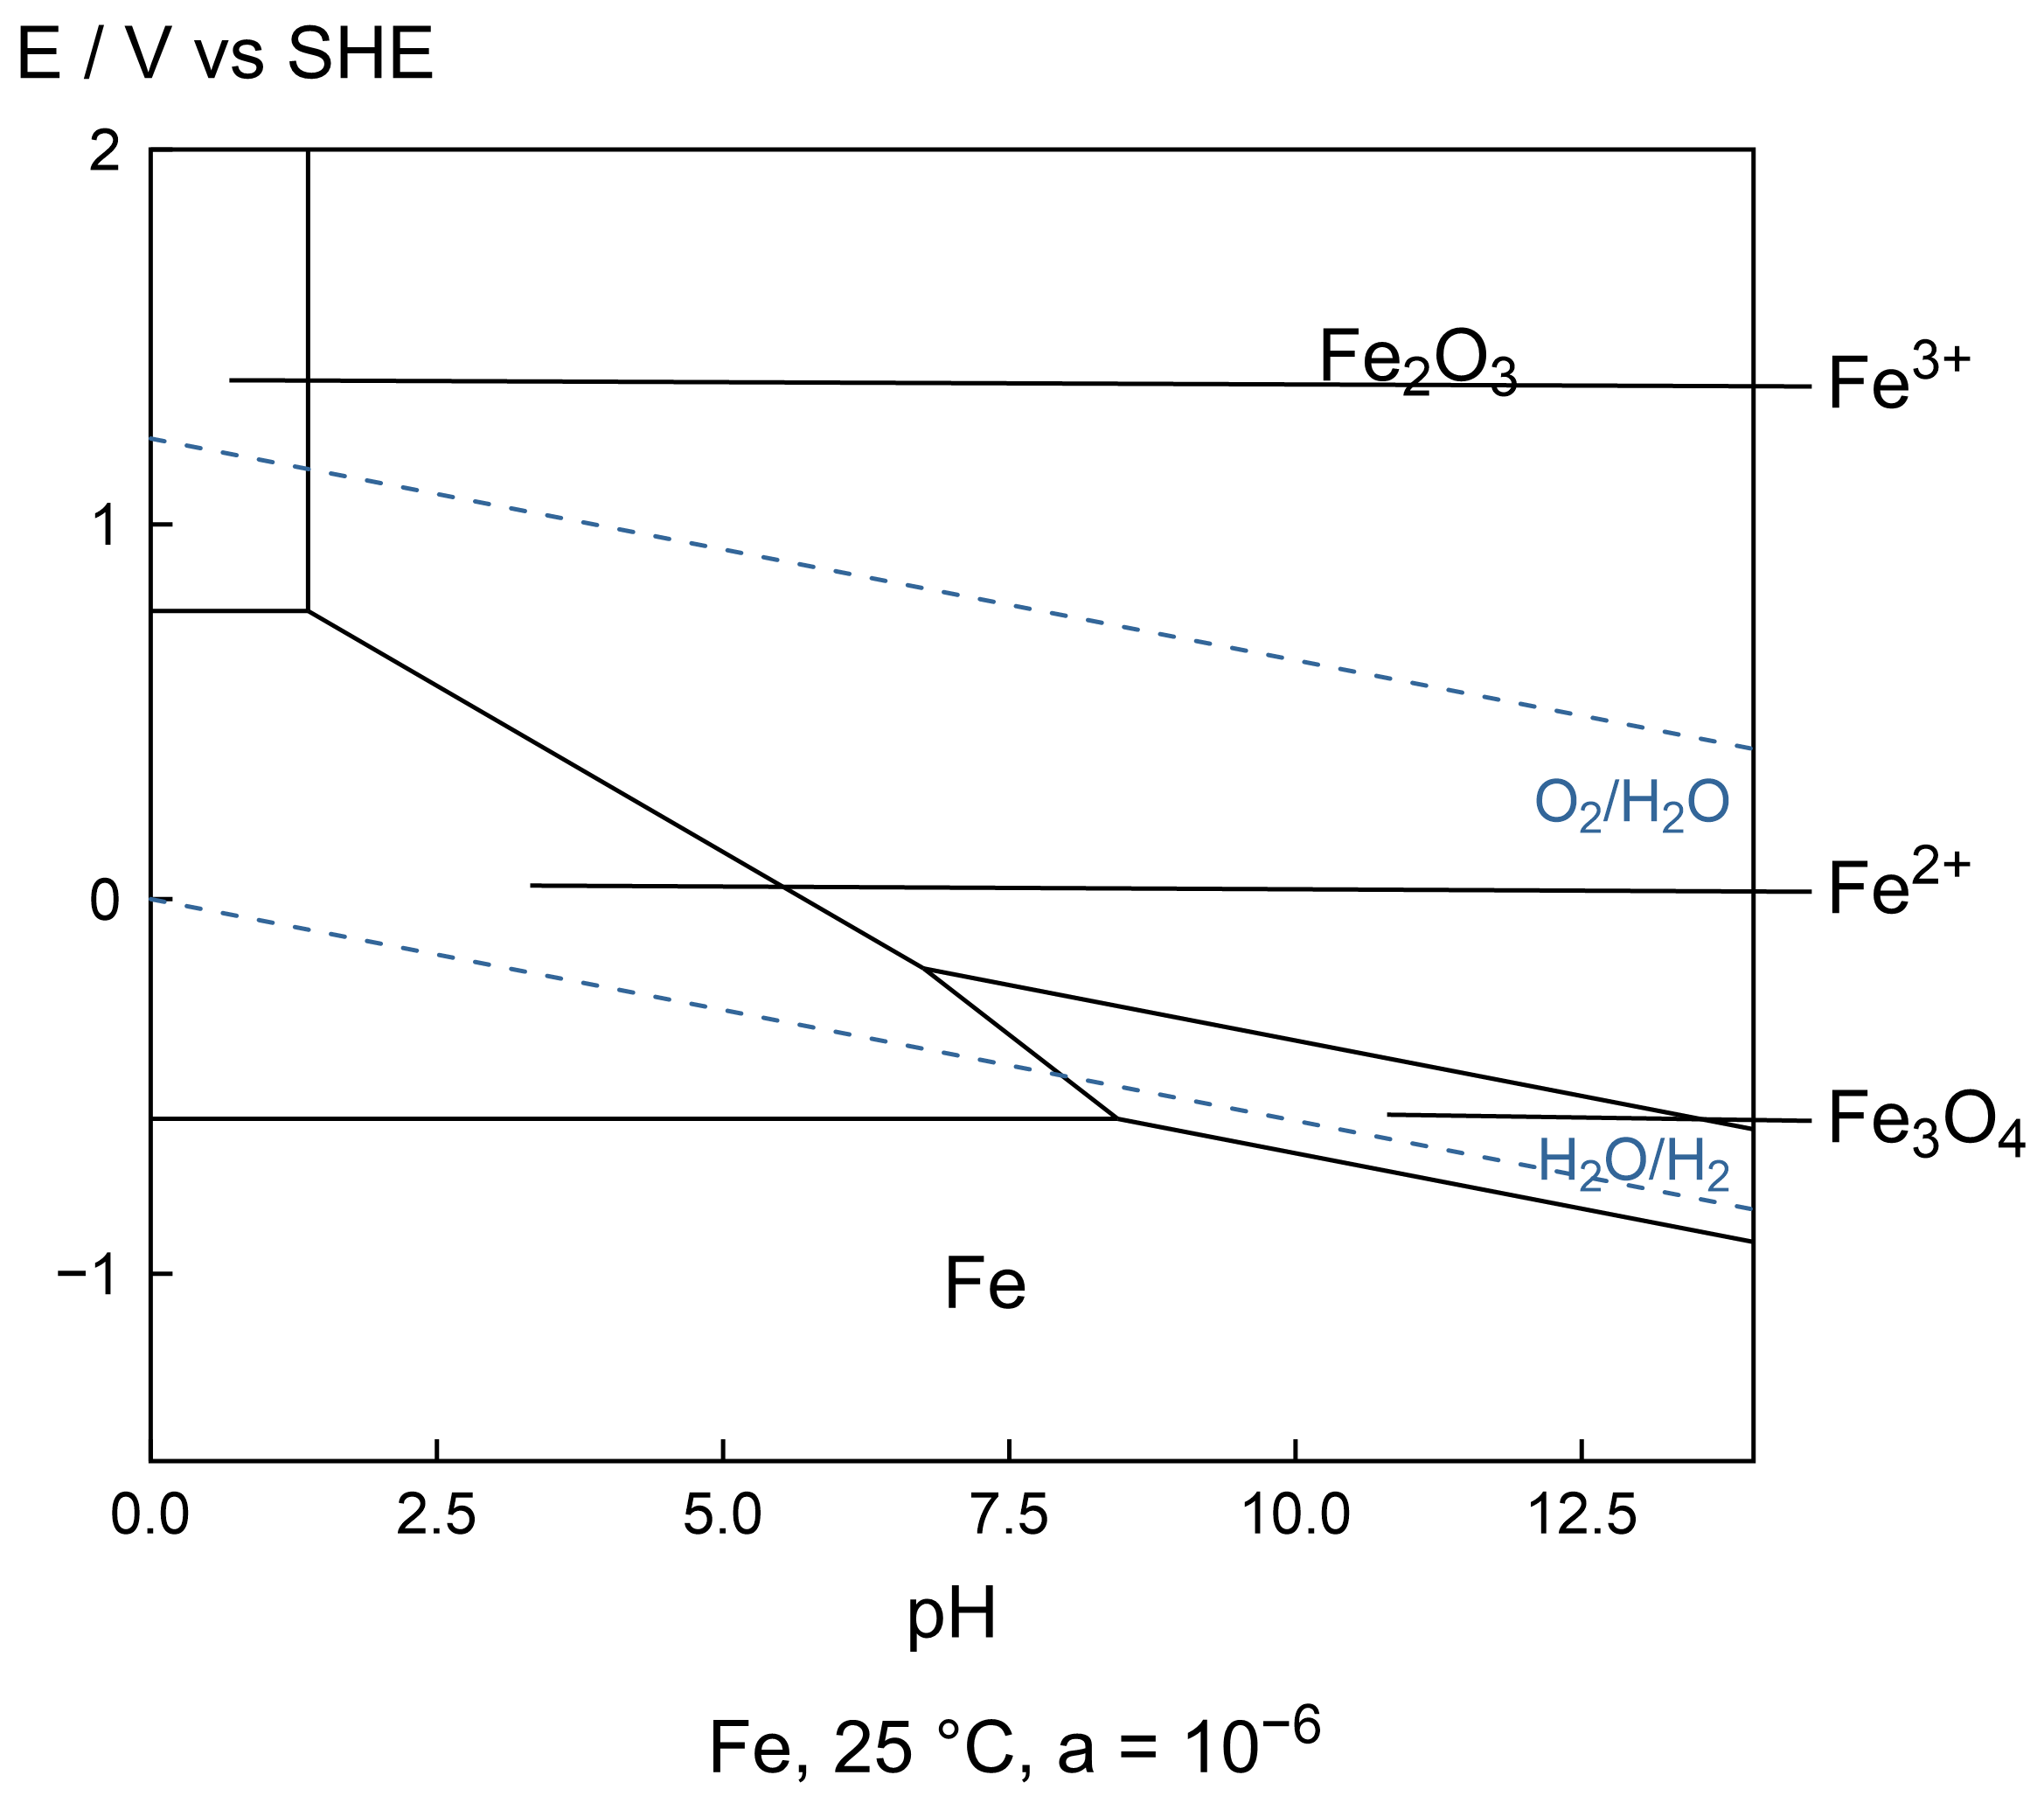 E / V vs SHE
2
Fe₂O₃
Fe³⁺
1
O₂/H₂O
0
Fe²⁺
Fe₃O₄
H₂O/H₂
−1
Fe
0.0 2.5 5.0 7.5 10.0 12.5
pH
Fe, 25 °C, a = 10⁻⁶